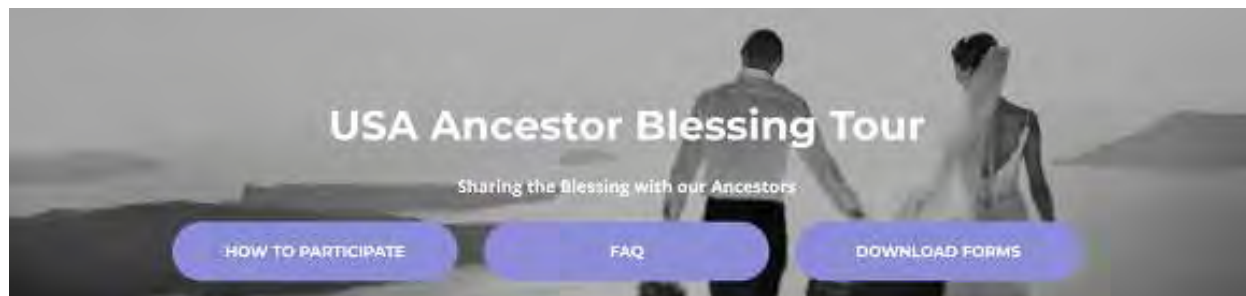 USA Ancestor Blessing Tour
Sharing the Blessing with our Ancestors
HOW TO PARTICIPATE
FAQ
DOWNLOAD FORMS